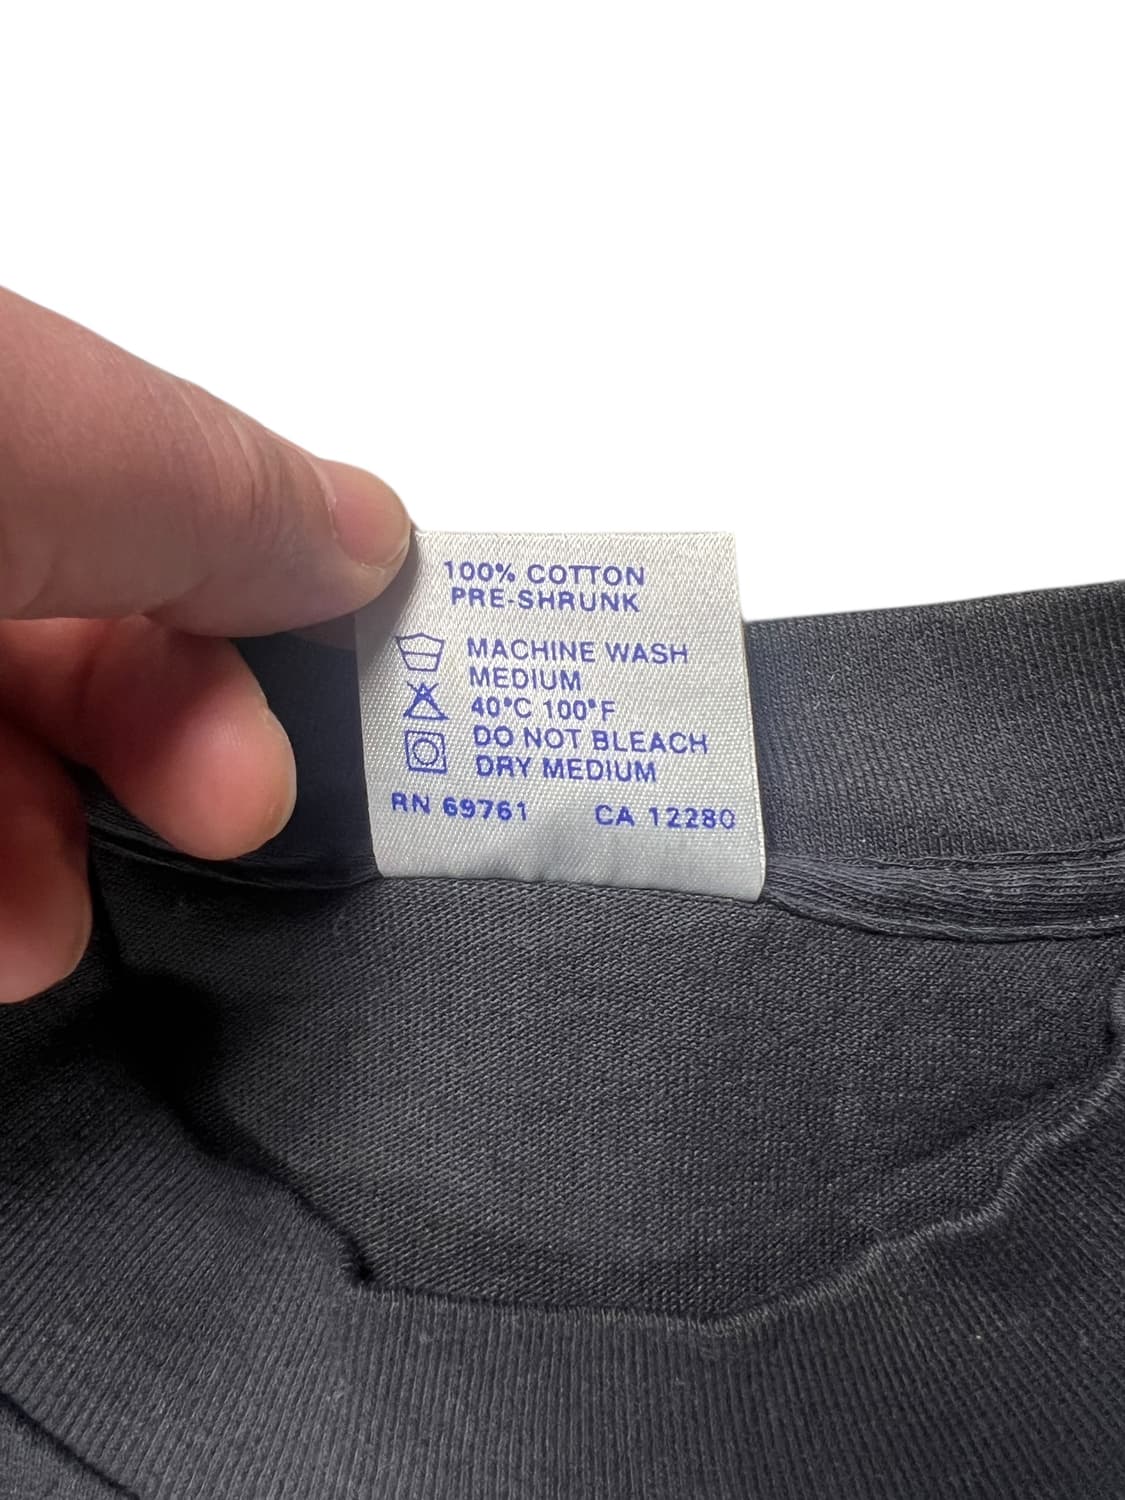 100% COTTON
PRE-SHRUNK
MACHINE WASH
MEDIUM
40°C 100°F
DO NOT BLEACH
DRY MEDIUM
RN 69761 CA 12280